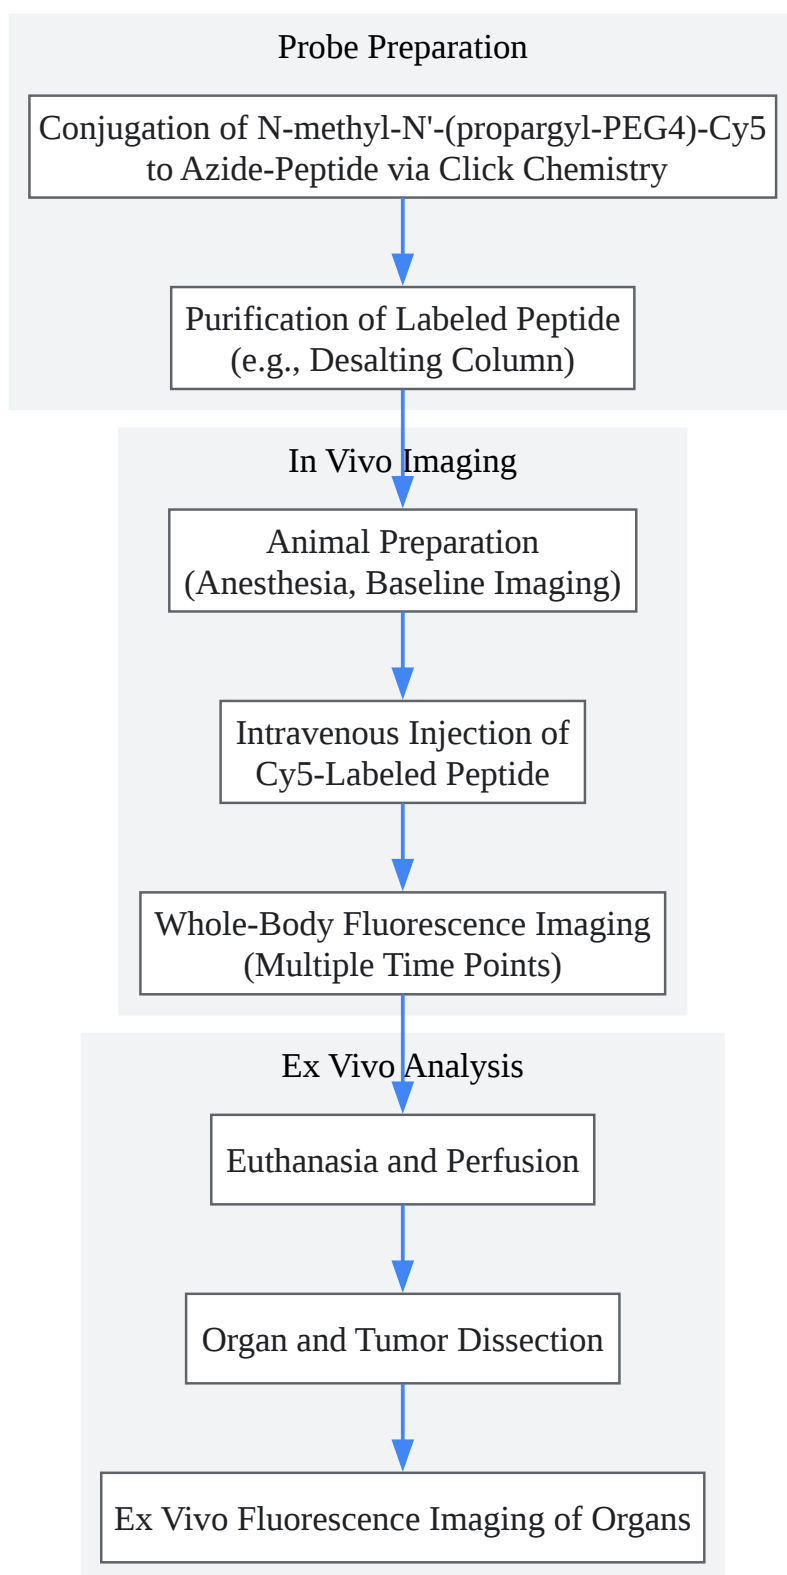 Probe Preparation
Conjugation of N-methyl-N'-(propargyl-PEG4)-Cy5
to Azide-Peptide via Click Chemistry
Purification of Labeled Peptide
(e.g., Desalting Column)
In Vivo Imaging
Animal Preparation
(Anesthesia, Baseline Imaging)
Intravenous Injection of
Cy5-Labeled Peptide
Whole-Body Fluorescence Imaging
(Multiple Time Points)
Ex Vivo Analysis
Euthanasia and Perfusion
Organ and Tumor Dissection
Ex Vivo Fluorescence Imaging of Organs